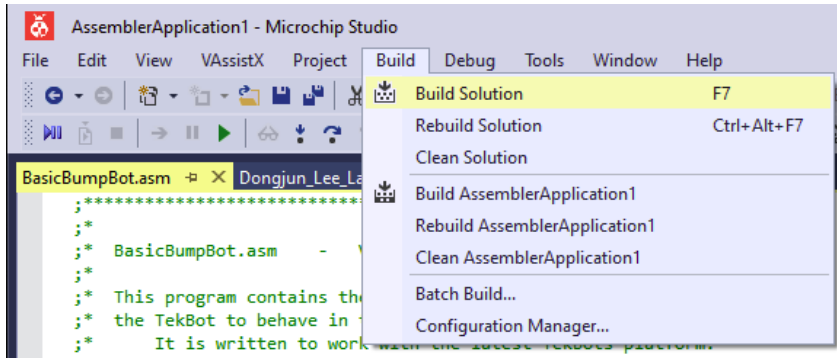 AssemblerApplication1 - Microchip Studio
File Edit View VAssistX Project Build Debug Tools Window Help
Build Solution F7
Rebuild Solution Ctrl+Alt+F7
Clean Solution
Build AssemblerApplication1
Rebuild AssemblerApplication1
Clean AssemblerApplication1
Batch Build...
Configuration Manager...
BasicBumpBot.asm Dongjun_Lee_La
;******************************
;*
;* BasicBumpBot.asm - V
;*
;* This program contains the
;* the TekBot to behave in
;* It is written to work with the latest TekBots platform.